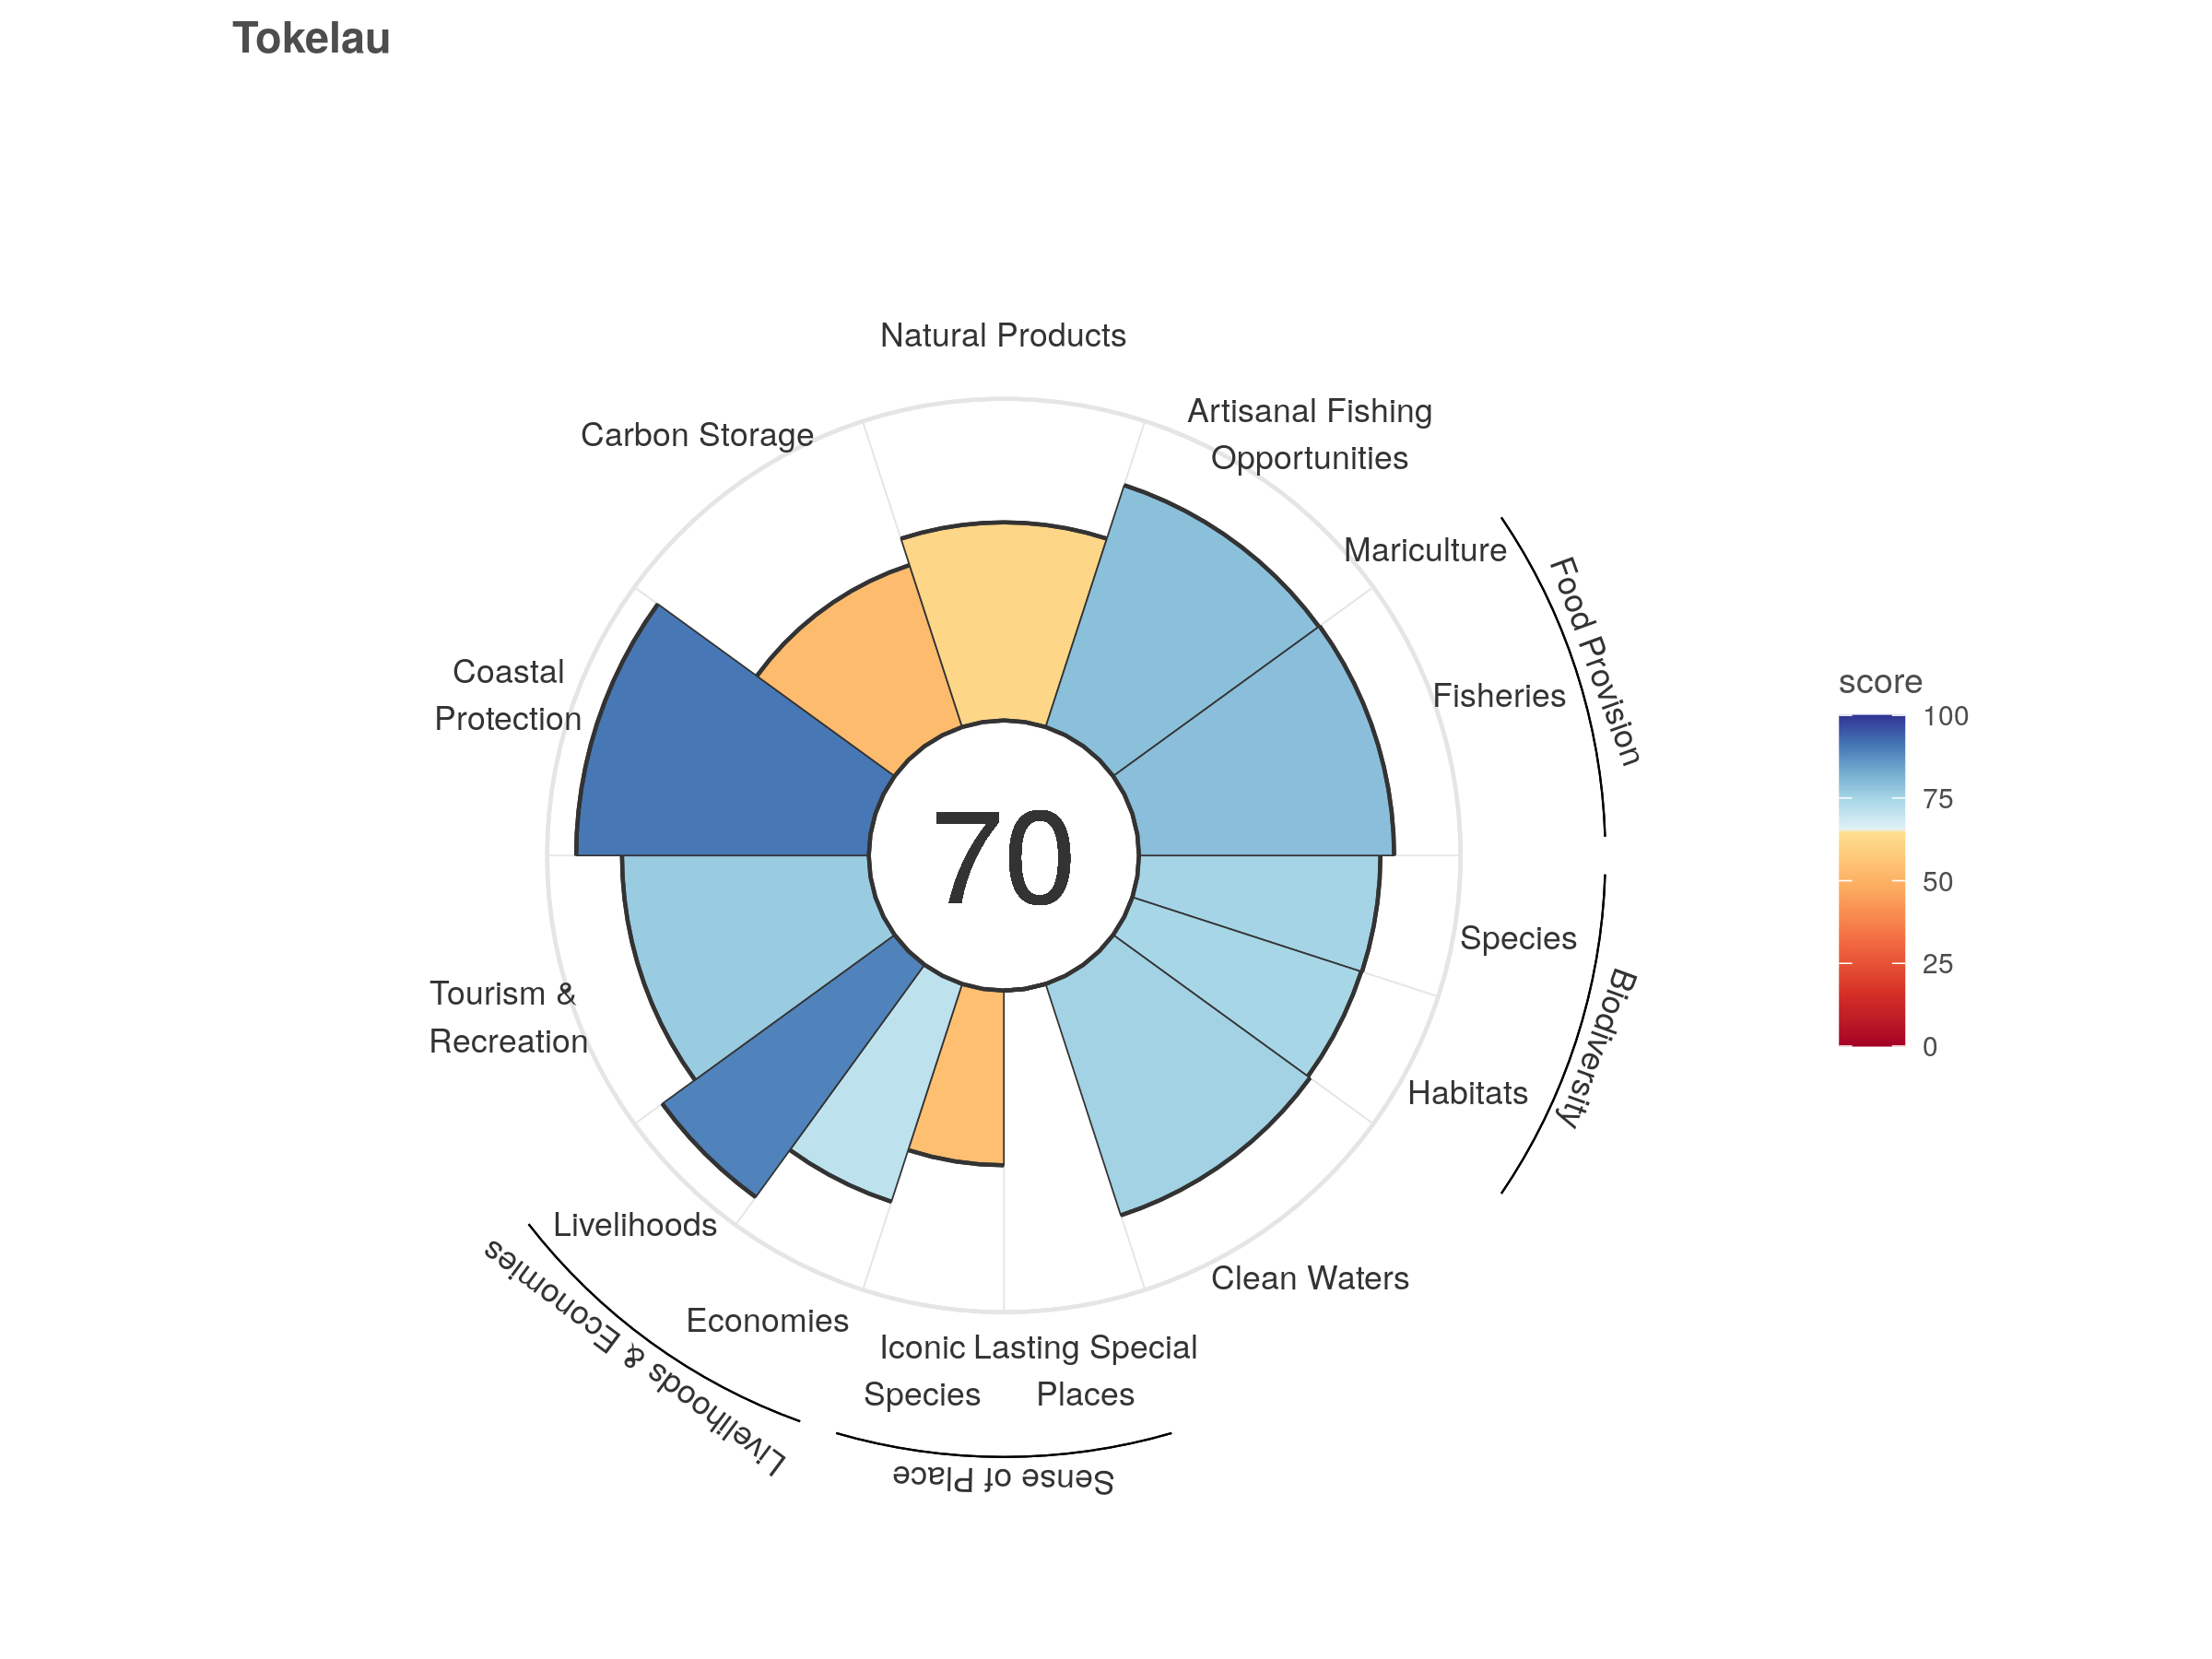 Tokelau
Natural Products
Artisanal Fishing
Opportunities
Carbon Storage
Mariculture
Food Provision
Fisheries
Coastal
Protection
score
100
75
50
25
0
70
Species
Biodiversity
Tourism &
Recreation
Habitats
Livelihoods
Livelihoods & Economies
Clean Waters
Economies
Iconic
Species
Lasting Special
Places
Sense of Place